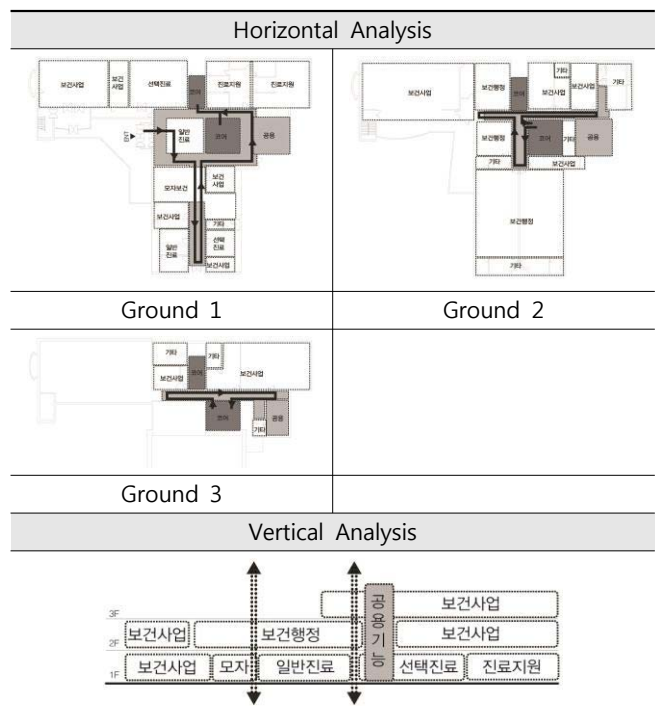 Horizontal Analysis
보건사업
보건
사업
선택진료
코어
진료지원
진료지원
일반
진료
코어
공용
모자보건
보건
사업
보건사업
기타
일반
진료
선택
진료
보건사업
보건사업
보건행정
코어
기타
보건사업
보건사업
기타
보건행정
코어
기타
공용
기타
보건사업
보건행정
기타
Ground 1
Ground 2
기타
기타
보건사업
코어
보건사업
코어
공용
기타
Ground 3
Vertical Analysis
3F
공용기능
보건사업
2F
보건사업
보건행정
보건사업
1F
보건사업
모자
일반진료
선택진료
진료지원